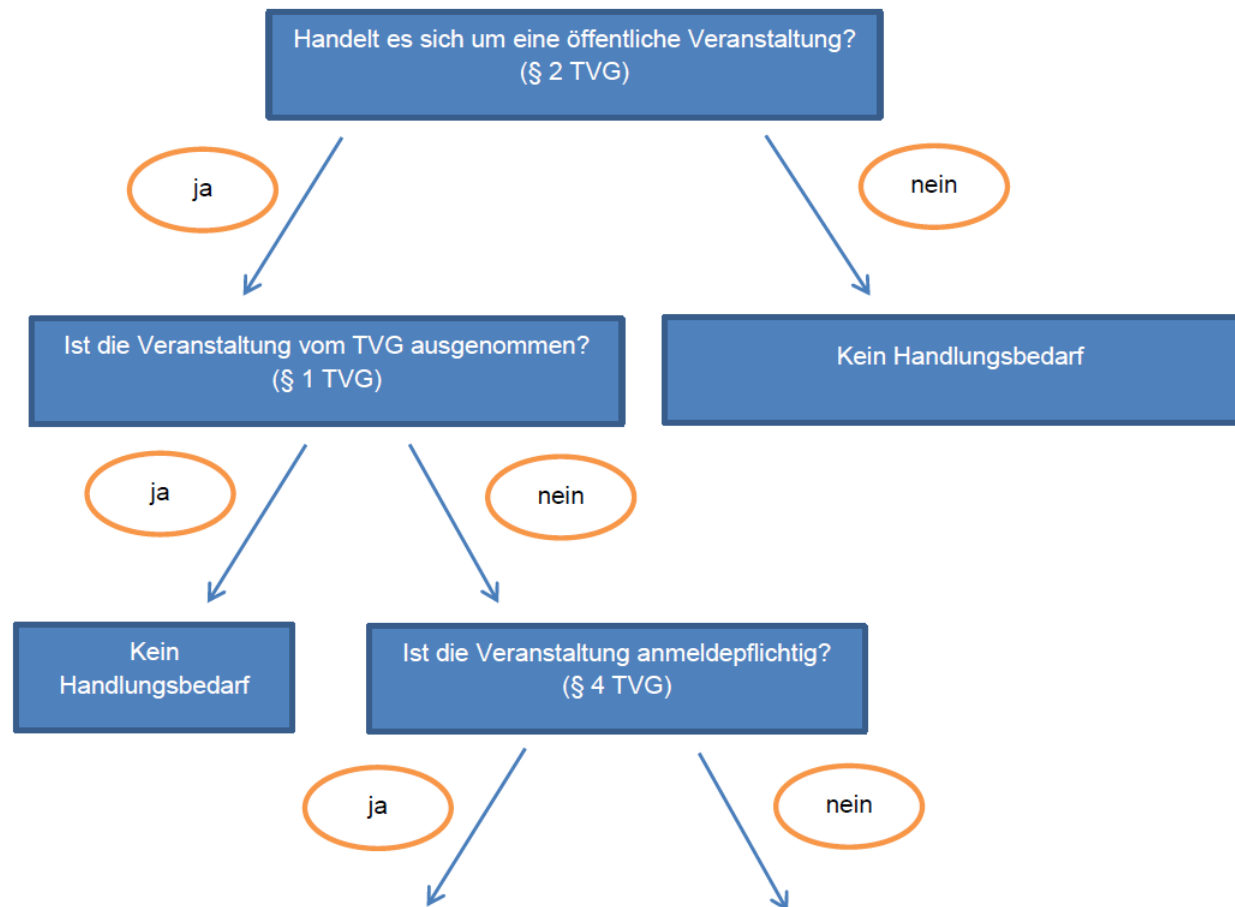 Handelt es sich um eine öffentliche Veranstaltung?
(§ 2 TVG)
ja
nein
Ist die Veranstaltung vom TVG ausgenommen?
(§ 1 TVG)
Kein Handlungsbedarf
ja
nein
Kein
Handlungsbedarf
Ist die Veranstaltung anmeldepflichtig?
(§ 4 TVG)
ja
nein